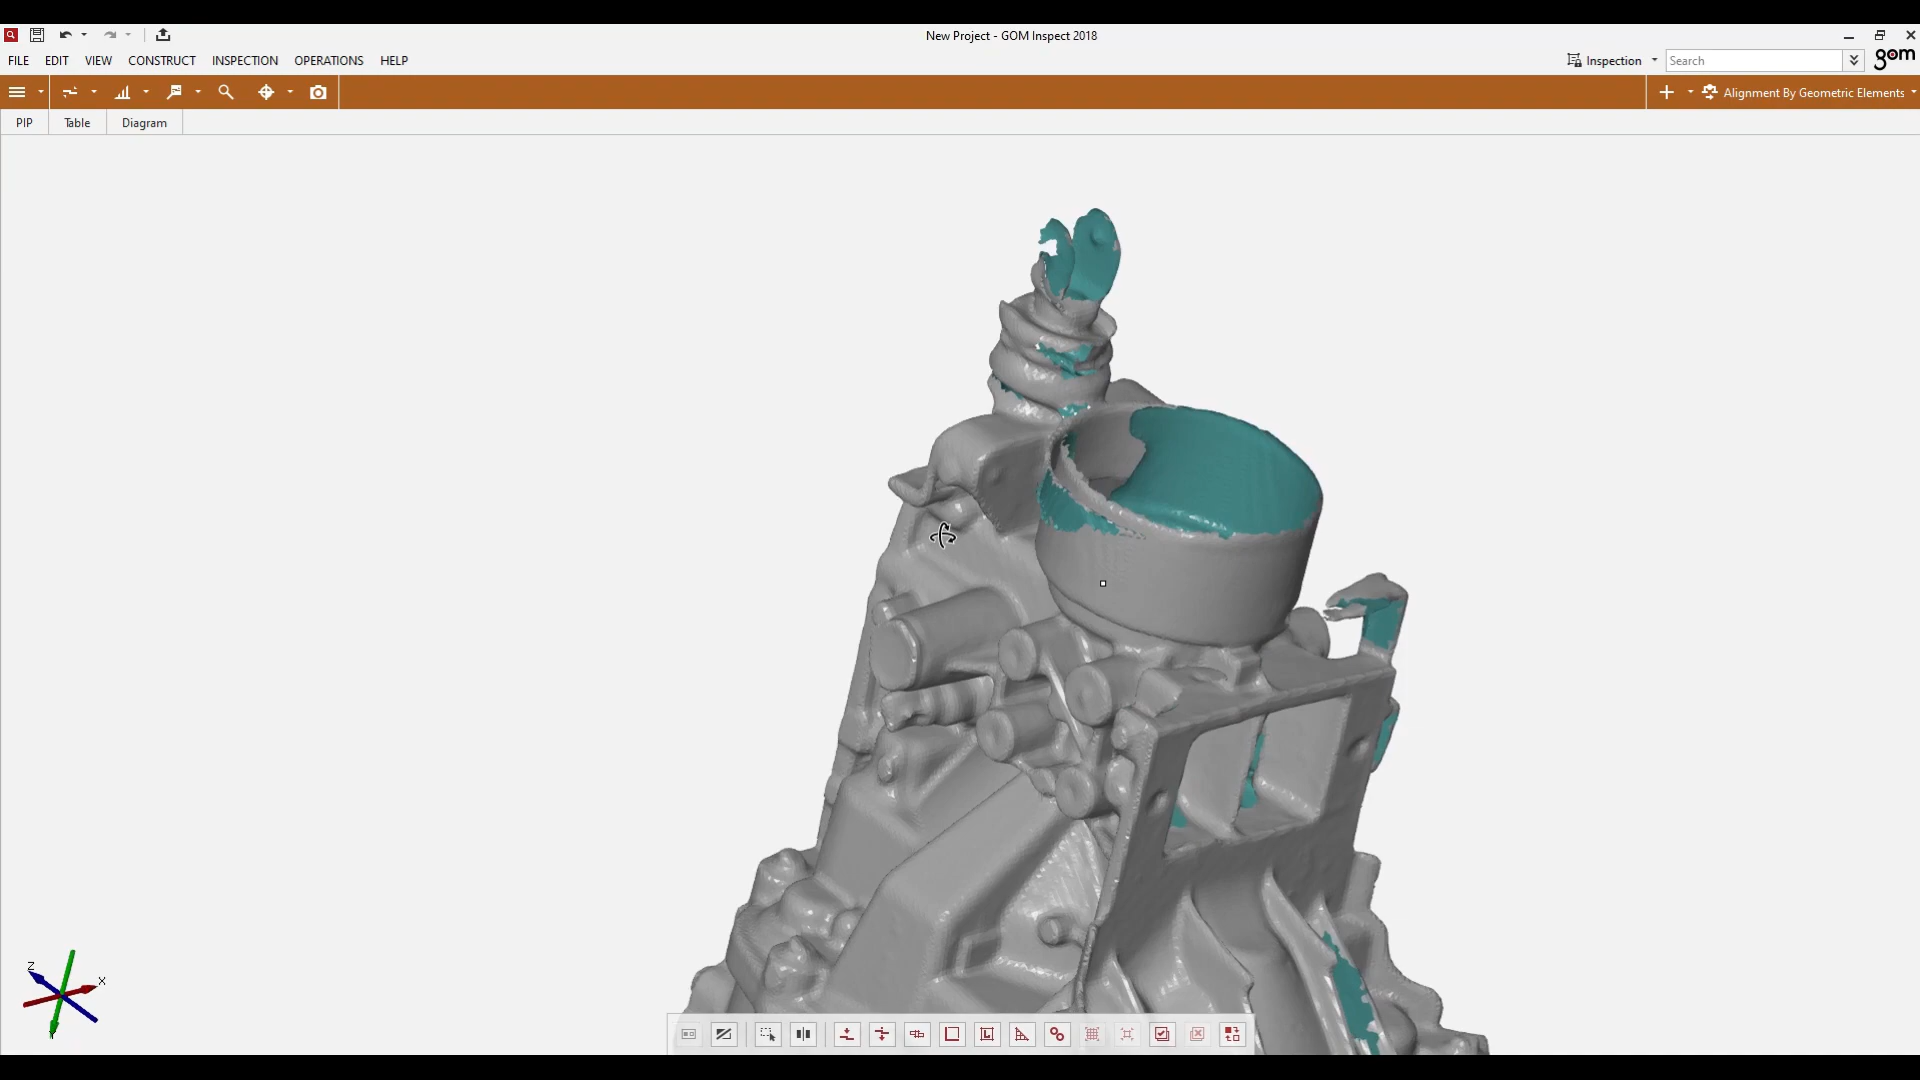 New Project - GOM Inspect 2018
FILE EDIT VIEW CONSTRUCT INSPECTION OPERATIONS HELP
Inspection Search gom
Alignment By Geometric Elements
PIP Table Diagram
Z X
Y